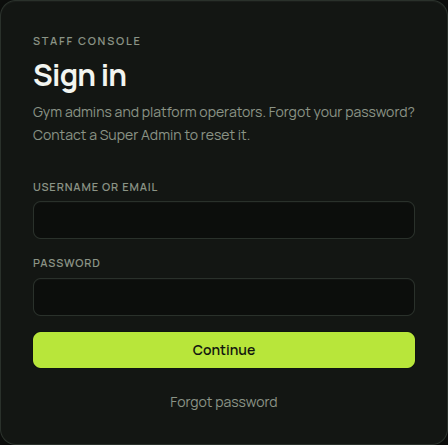 STAFF CONSOLE
Sign in
Gym admins and platform operators. Forgot your password?
Contact a Super Admin to reset it.
USERNAME OR EMAIL
PASSWORD
Continue
Forgot password